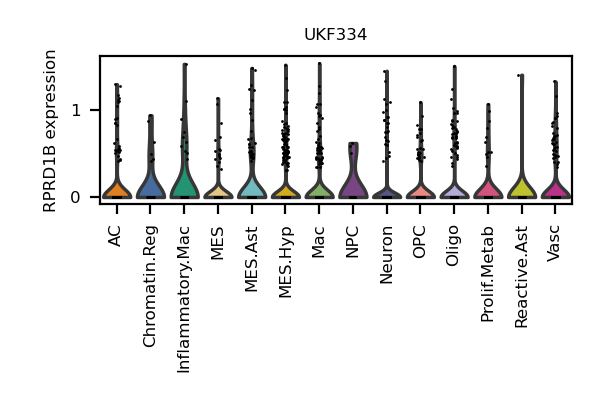 UKF334
RPRD1B expression
1
0
AC
Chromatin.Reg
Inflammatory.Mac
MES
MES.Ast
MES.Hyp
Mac
NPC
Neuron
OPC
Oligo
Prolif.Metab
Reactive.Ast
Vasc